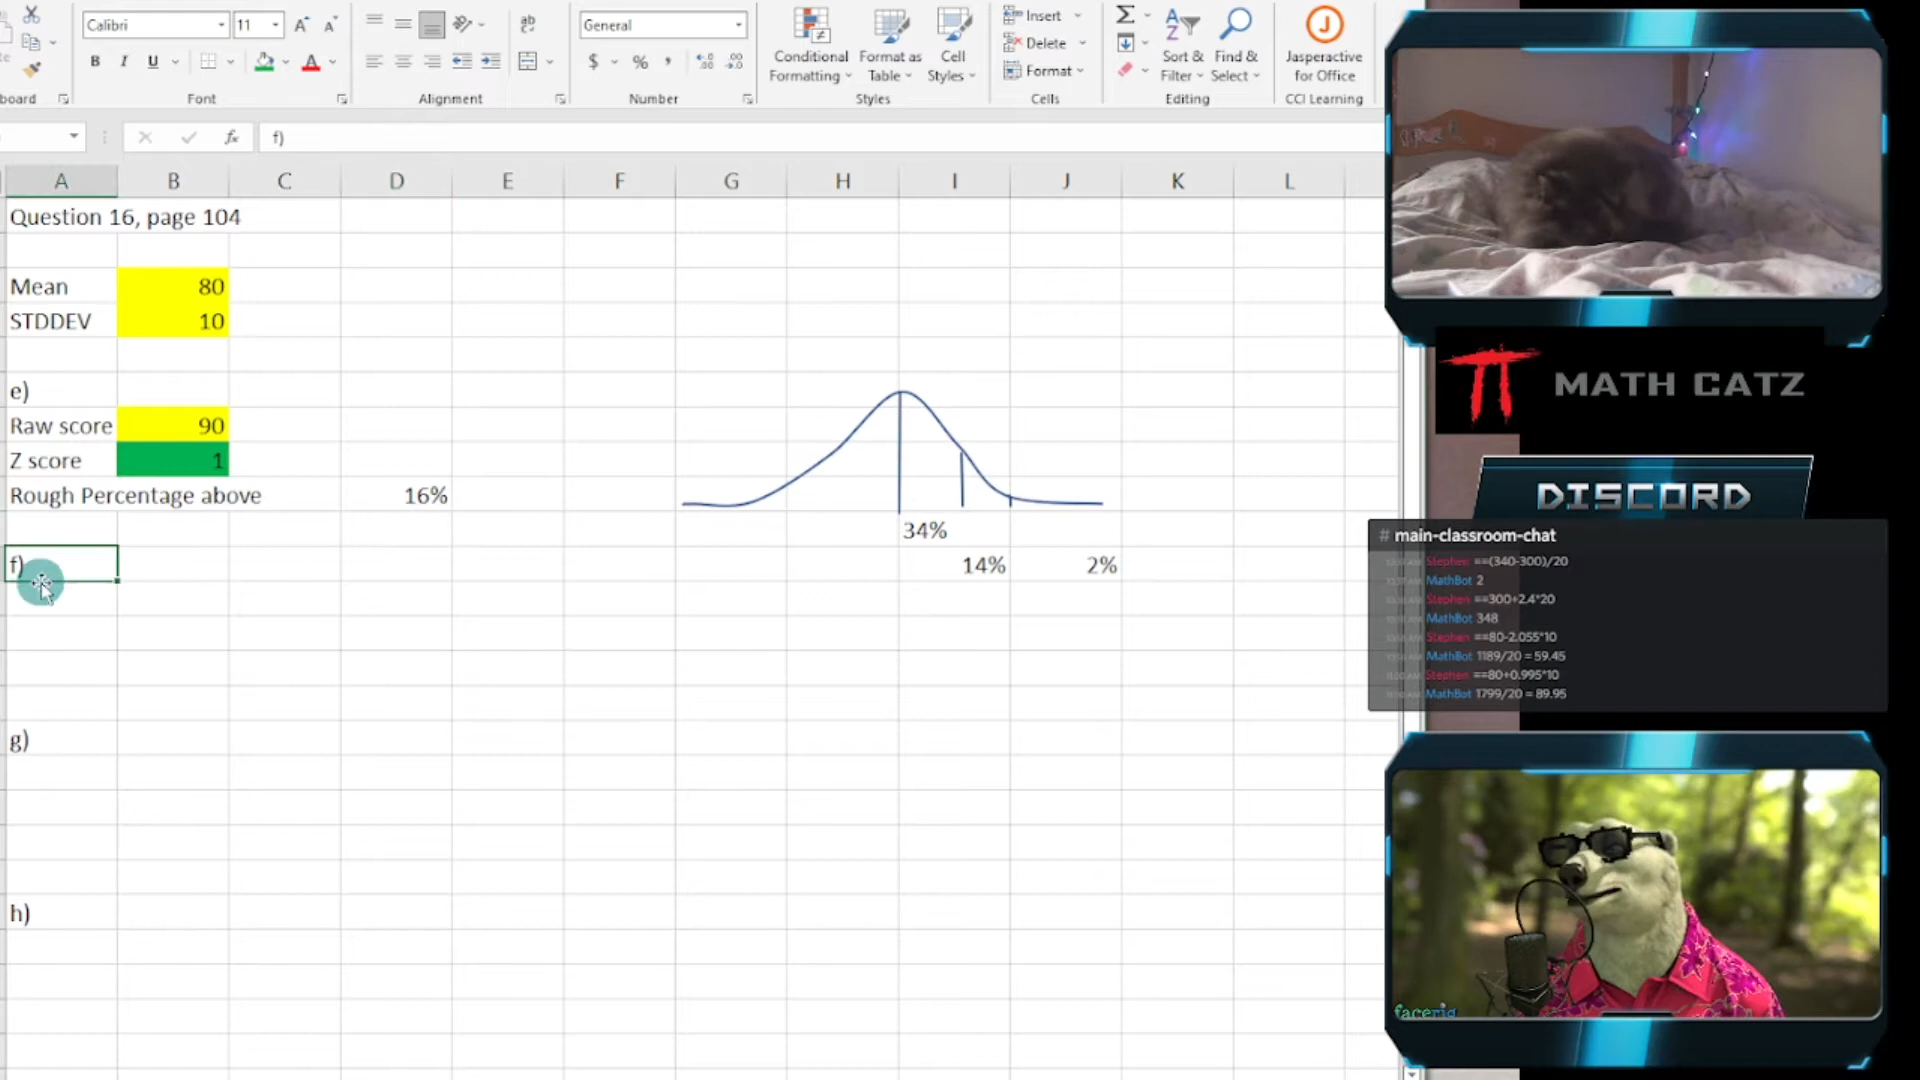 board
Calibri
11
B I U
Font
ab
Alignment
General
$ % ,
Number
Conditional Formatting
Format as Table
Cell Styles
Styles
Insert
Delete
Format
Cells
Σ
Sort & Filter
Find & Select
Editing
J
Jasperactive for Office
CCI Learning
fx
f)
A B C D E F G H I J K L
Question 16, page 104
Mean 80
STDDEV 10
e)
Raw score 90
Z score 1
Rough Percentage above 16%
34%
f)
14% 2%
g)
h)
π MATH CATZ
DISCORD
# main-classroom-chat
Stephen ==(340-300)/20
MathBot 2
Stephen ==300+2.4*20
MathBot 348
Stephen ==80-2.055*10
MathBot 1189/20 = 59.45
Stephen ==80+0.995*10
MathBot 1799/20 = 89.95
facerig